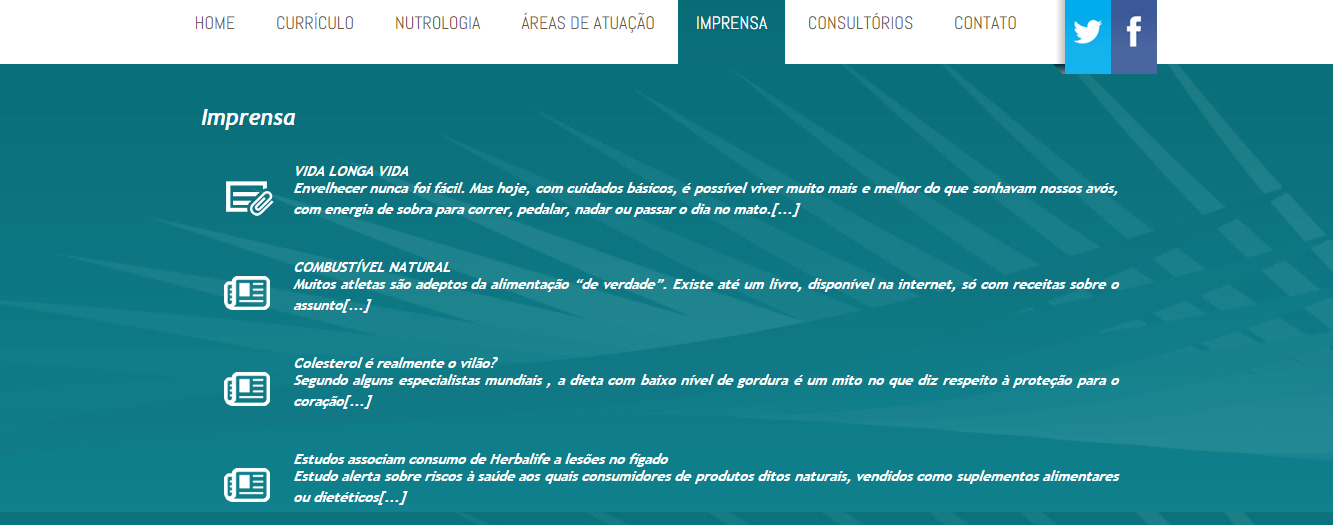 HOME CURRÍCULO NUTROLOGIA ÁREAS DE ATUAÇÃO IMPRENSA CONSULTÓRIOS CONTATO
Imprensa
VIDA LONGA VIDA
Envelhecer nunca foi fácil. Mas hoje, com cuidados básicos, é possível viver muito mais e melhor do que sonhavam nossos avós,
com energia de sobra para correr, pedalar, nadar ou passar o dia no mato.[...]
COMBUSTÍVEL NATURAL
Muitos atletas são adeptos da alimentação “de verdade”. Existe até um livro, disponível na internet, só com receitas sobre o
assunto[...]
Colesterol é realmente o vilão?
Segundo alguns especialistas mundiais , a dieta com baixo nível de gordura é um mito no que diz respeito à proteção para o
coração[...]
Estudos associam consumo de Herbalife a lesões no fígado
Estudo alerta sobre riscos à saúde aos quais consumidores de produtos ditos naturais, vendidos como suplementos alimentares
ou dietéticos[...]